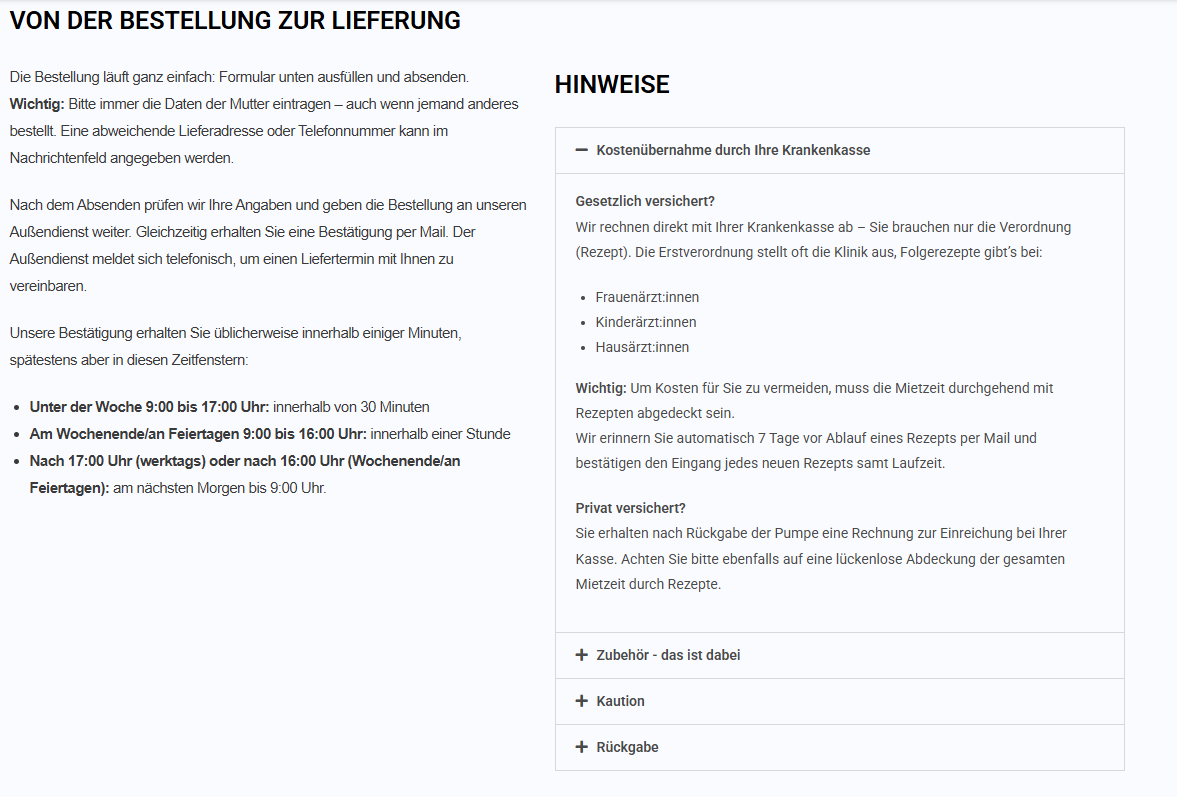 VON DER BESTELLUNG ZUR LIEFERUNG
Die Bestellung läuft ganz einfach: Formular unten ausfüllen und absenden.
Wichtig: Bitte immer die Daten der Mutter eintragen – auch wenn jemand anderes
bestellt. Eine abweichende Lieferadresse oder Telefonnummer kann im
Nachrichtenfeld angegeben werden.
Nach dem Absenden prüfen wir Ihre Angaben und geben die Bestellung an unseren
Außendienst weiter. Gleichzeitig erhalten Sie eine Bestätigung per Mail. Der
Außendienst meldet sich telefonisch, um einen Liefertermin mit Ihnen zu
vereinbaren.
Unsere Bestätigung erhalten Sie üblicherweise innerhalb einiger Minuten,
spätestens aber in diesen Zeitfenstern:
• Unter der Woche 9:00 bis 17:00 Uhr: innerhalb von 30 Minuten
• Am Wochenende/an Feiertagen 9:00 bis 16:00 Uhr: innerhalb einer Stunde
• Nach 17:00 Uhr (werktags) oder nach 16:00 Uhr (Wochenende/an
Feiertagen): am nächsten Morgen bis 9:00 Uhr.
HINWEISE
Kostenübernahme durch Ihre Krankenkasse
Gesetzlich versichert?
Wir rechnen direkt mit Ihrer Krankenkasse ab – Sie brauchen nur die Verordnung
(Rezept). Die Erstverordnung stellt oft die Klinik aus, Folgerezepte gibt’s bei:
• Frauenärzt:innen
• Kinderärzt:innen
• Hausärzt:innen
Wichtig: Um Kosten für Sie zu vermeiden, muss die Mietzeit durchgehend mit
Rezepten abgedeckt sein.
Wir erinnern Sie automatisch 7 Tage vor Ablauf eines Rezepts per Mail und
bestätigen den Eingang jedes neuen Rezepts samt Laufzeit.
Privat versichert?
Sie erhalten nach Rückgabe der Pumpe eine Rechnung zur Einreichung bei Ihrer
Kasse. Achten Sie bitte ebenfalls auf eine lückenlose Abdeckung der gesamten
Mietzeit durch Rezepte.
Zubehör - das ist dabei
Kaution
Rückgabe